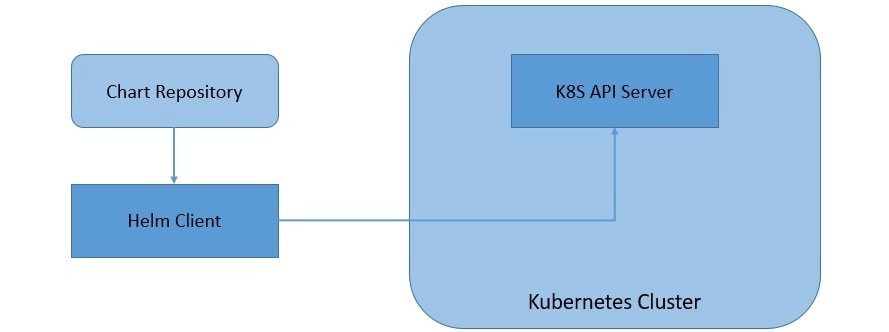 Chart Repository
K8S API Server
Helm Client
Kubernetes Cluster